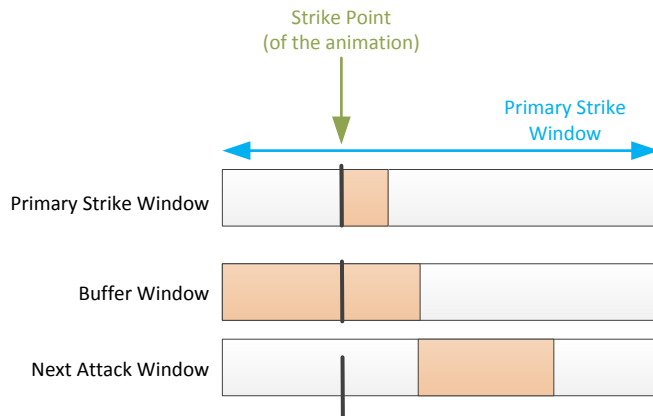 Strike Point
(of the animation)
Primary Strike
Window
Primary Strike Window
Buffer Window
Next Attack Window